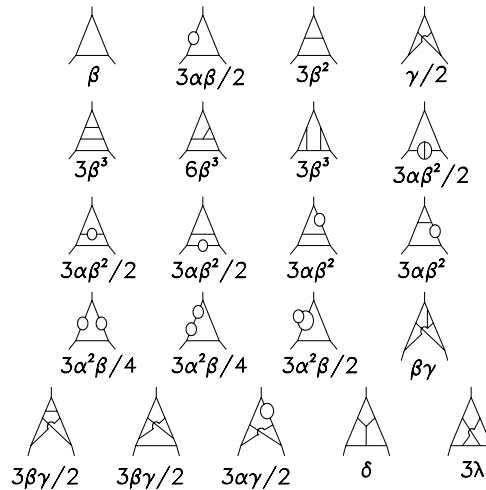 β 3αβ/2 3β² γ/2
3β³ 6β³ 3β³ 3αβ²/2
3αβ²/2 3αβ²/2 3αβ² 3αβ²
3α²β/4 3α²β/4 3α²β/2 βγ
3βγ/2 3βγ/2 3αγ/2 δ 3λ